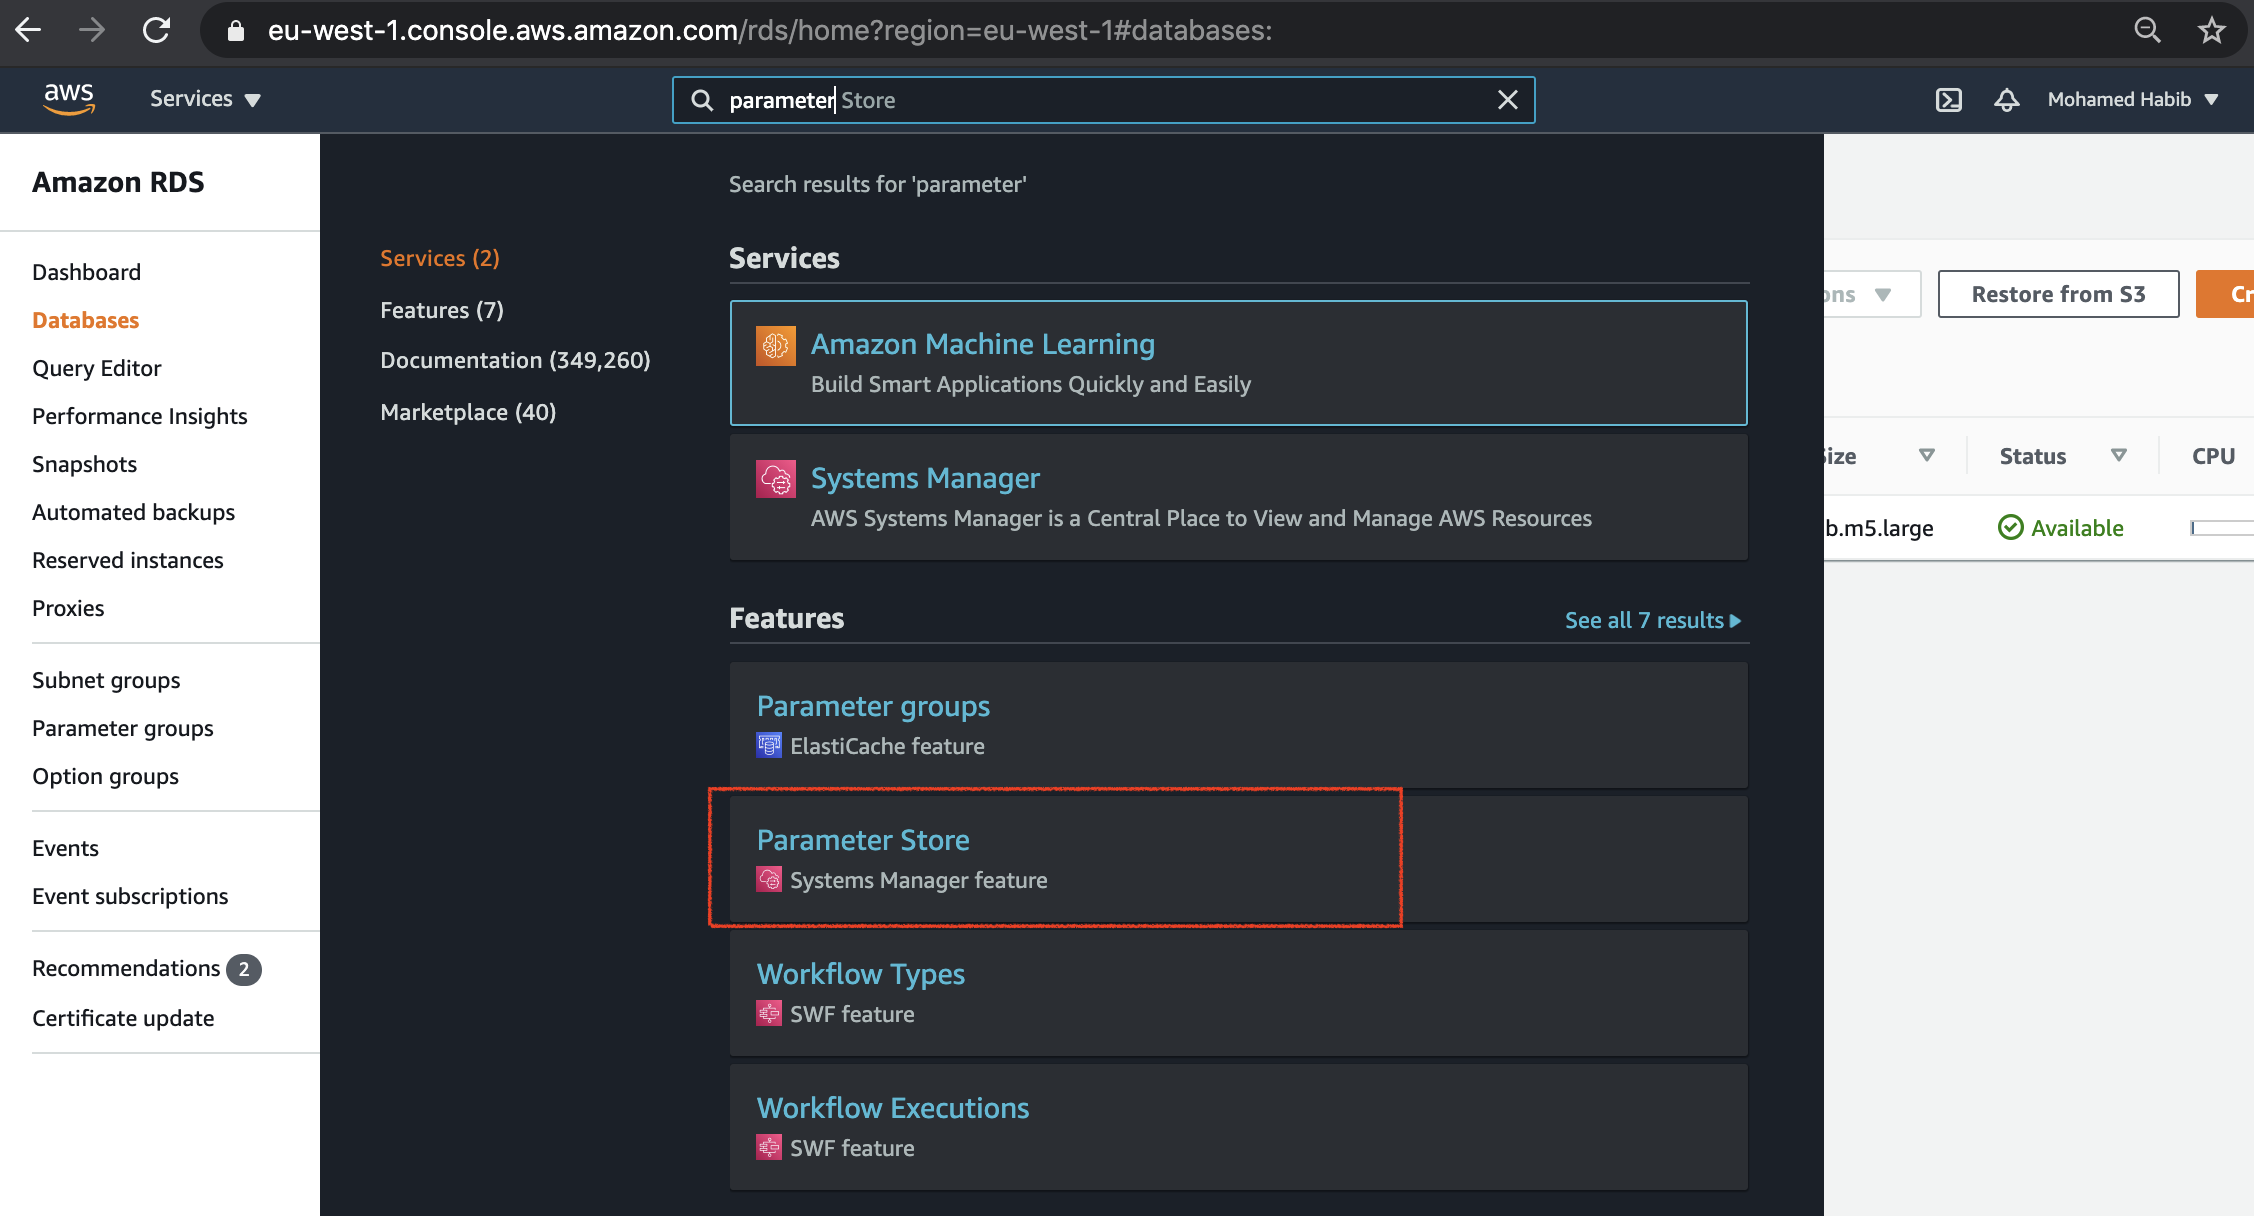 eu-west-1.console.aws.amazon.com/rds/home?region=eu-west-1#databases:
aws
Services
parameter Store
Mohamed Habib
Amazon RDS
Dashboard
Databases
Query Editor
Performance Insights
Snapshots
Automated backups
Reserved instances
Proxies
Subnet groups
Parameter groups
Option groups
Events
Event subscriptions
Recommendations 2
Certificate update
Search results for 'parameter'
Services (2)
Features (7)
Documentation (349,260)
Marketplace (40)
Services
Amazon Machine Learning
Build Smart Applications Quickly and Easily
Systems Manager
AWS Systems Manager is a Central Place to View and Manage AWS Resources
Features
See all 7 results
Parameter groups
ElastiCache feature
Parameter Store
Systems Manager feature
Workflow Types
SWF feature
Workflow Executions
SWF feature
ons
Restore from S3
Cr
Size
Status
CPU
b.m5.large
Available